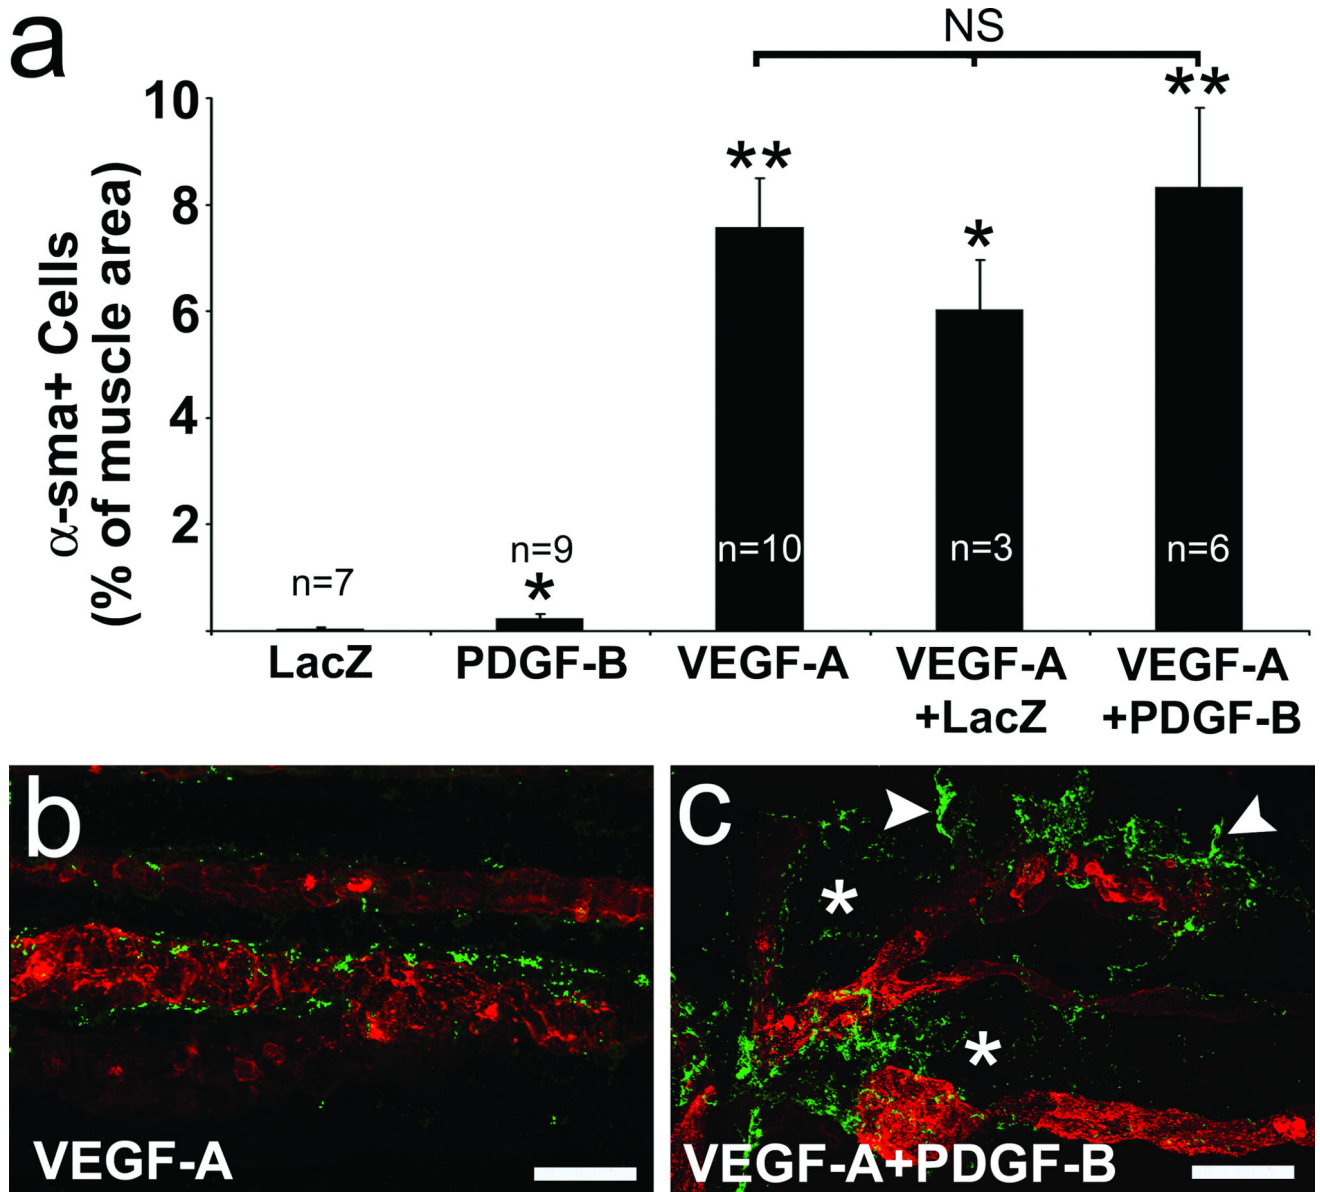 a
NS
10
8
6
4
2
α-sma+ Cells
(% of muscle area)
**
*
**
*
n=7
n=9
n=10
n=3
n=6
LacZ
PDGF-B
VEGF-A
VEGF-A
+LacZ
VEGF-A
+PDGF-B
b
VEGF-A
c
*
*
VEGF-A+PDGF-B